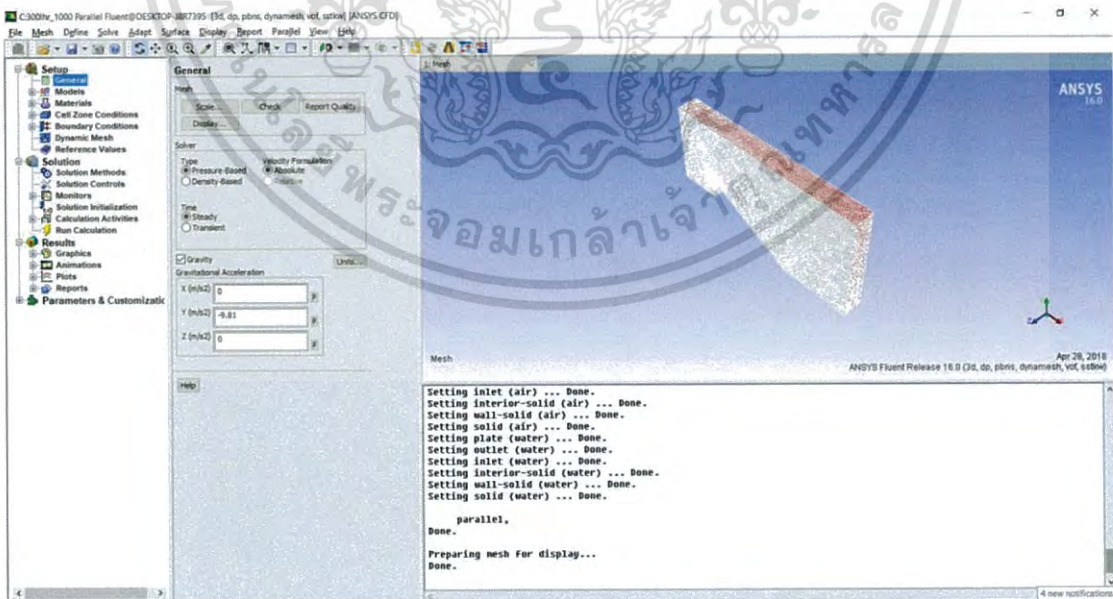 C:300lhr_1000 Parallel Fluent@DESKTOP-3BR7395 [3d, dp, pbns, dynamesh, vof, sstkw] [ANSYS CFD]
File Mesh Define Solve Adapt Surface Display Report Parallel View Help
Setup
General
Models
Materials
Cell Zone Conditions
Boundary Conditions
Dynamic Mesh
Reference Values
Solution
Solution Methods
Solution Controls
Monitors
Solution Initialization
Calculation Activities
Run Calculation
Results
Graphics
Animations
Plots
Reports
Parameters & Customizatic
General
Mesh
Scale... Check Report Quality
Display...
Solver
Type Velocity Formulation
Pressure-Based Absolute
Density-Based Relative
Time
Steady
Transient
Gravity Units...
Gravitational Acceleration
X (m/s2) 0 P
Y (m/s2) -9.81 P
Z (m/s2) 0 P
Help
1: Mesh
ANSYS
16.0
Mesh
Apr 28, 2018
ANSYS Fluent Release 16.0 (3d, dp, pbns, dynamesh, vof, sstkw)
Setting inlet (air) ... Done.
Setting interior-solid (air) ... Done.
Setting wall-solid (air) ... Done.
Setting solid (air) ... Done.
Setting plate (water) ... Done.
Setting outlet (water) ... Done.
Setting inlet (water) ... Done.
Setting interior-solid (water) ... Done.
Setting wall-solid (water) ... Done.
Setting solid (water) ... Done.
parallel,
Done.
Preparing mesh for display...
Done.
4 new notifications